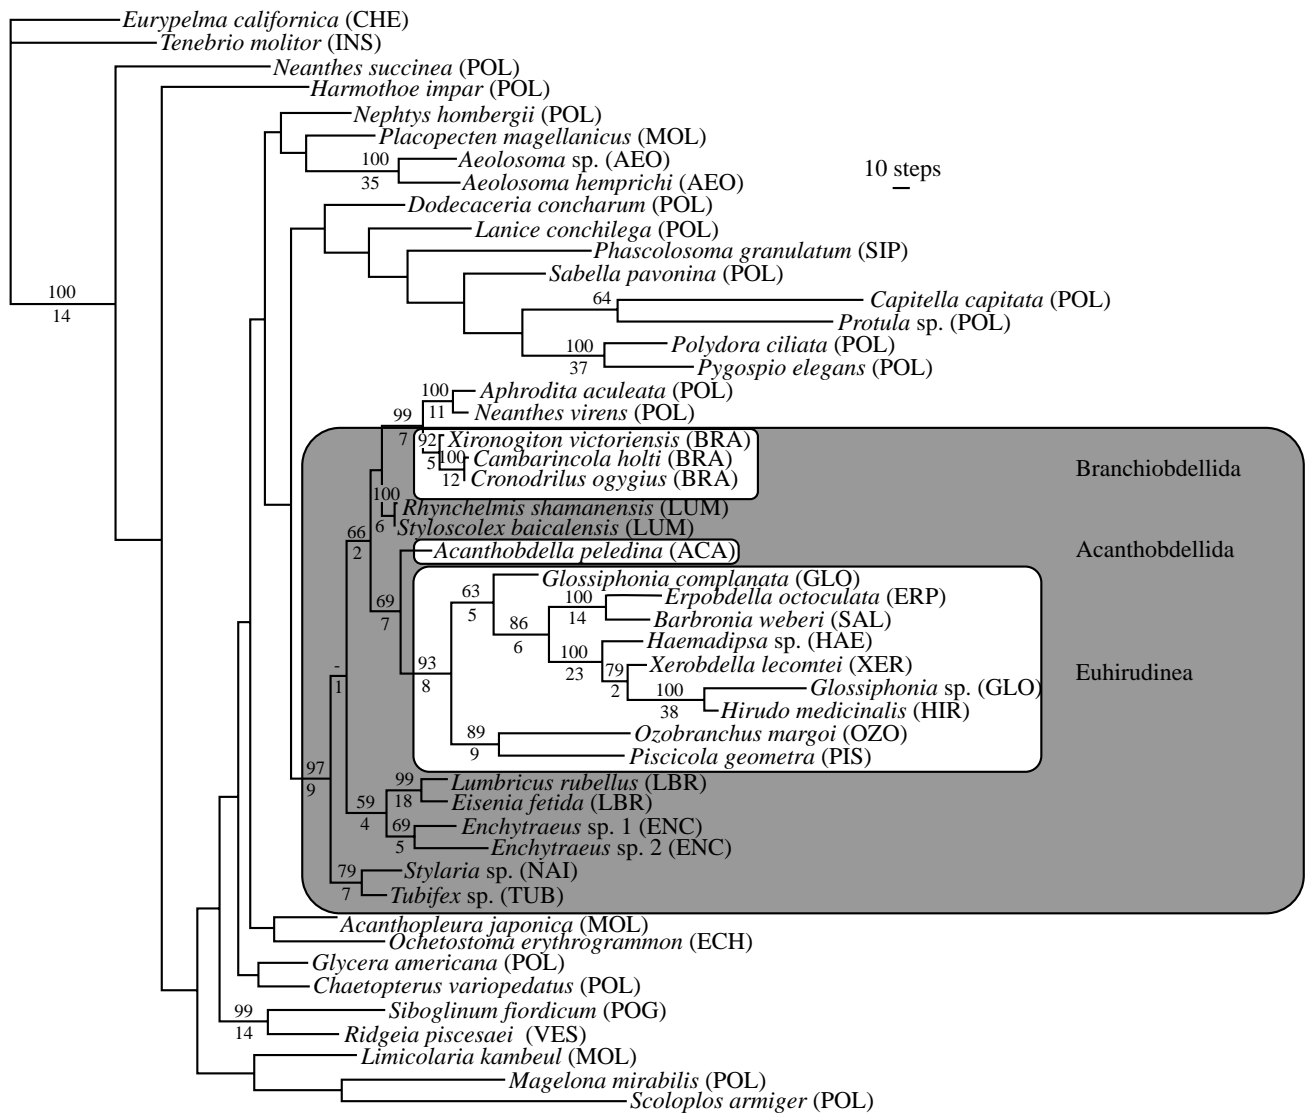 Eurypelma californica (CHE)
Tenebrio molitor (INS)
Neanthes succinea (POL)
Harmothoe impar (POL)
Nephtys hombergii (POL)
Placopecten magellanicus (MOL)
100
Aeolosoma sp. (AEO)
10 steps
35
Aeolosoma hemprichi (AEO)
Dodecaceria concharum (POL)
Lanice conchilega (POL)
Phascolosoma granulatum (SIP)
Sabella pavonina (POL)
100
14
64
Capitella capitata (POL)
Protula sp. (POL)
100
Polydora ciliata (POL)
37
Pygospio elegans (POL)
100
Aphrodita aculeata (POL)
99
11
Neanthes virens (POL)
7
92
Xironogiton victoriensis (BRA)
5
100
Cambarincola holti (BRA)
Branchiobdellida
12
Cronodrilus ogygius (BRA)
100
Rhynchelmis shamanensis (LUM)
6
Styloscolex baicalensis (LUM)
66
2
Acanthobdella peledina (ACA)
Acanthobdellida
Glossiphonia complanata (GLO)
63
5
100
Erpobdella octoculata (ERP)
69
7
14
Barbronia weberi (SAL)
86
6
Haemadipsa sp. (HAE)
100
23
Xerobdella lecomtei (XER)
79
2
-
1
93
8
Euhirudinea
100
Glossiphonia sp. (GLO)
38
Hirudo medicinalis (HIR)
89
Ozobranchus margoi (OZO)
9
Piscicola geometra (PIS)
97
9
99
Lumbricus rubellus (LBR)
18
Eisenia fetida (LBR)
59
4
69
Enchytraeus sp. 1 (ENC)
5
Enchytraeus sp. 2 (ENC)
79
Stylaria sp. (NAI)
7
Tubifex sp. (TUB)
Acanthopleura japonica (MOL)
Ochetostoma erythrogrammon (ECH)
Glycera americana (POL)
Chaetopterus variopedatus (POL)
99
Siboglinum fiordicum (POG)
14
Ridgeia piscesaei (VES)
Limicolaria kambeul (MOL)
Magelona mirabilis (POL)
Scoloplos armiger (POL)